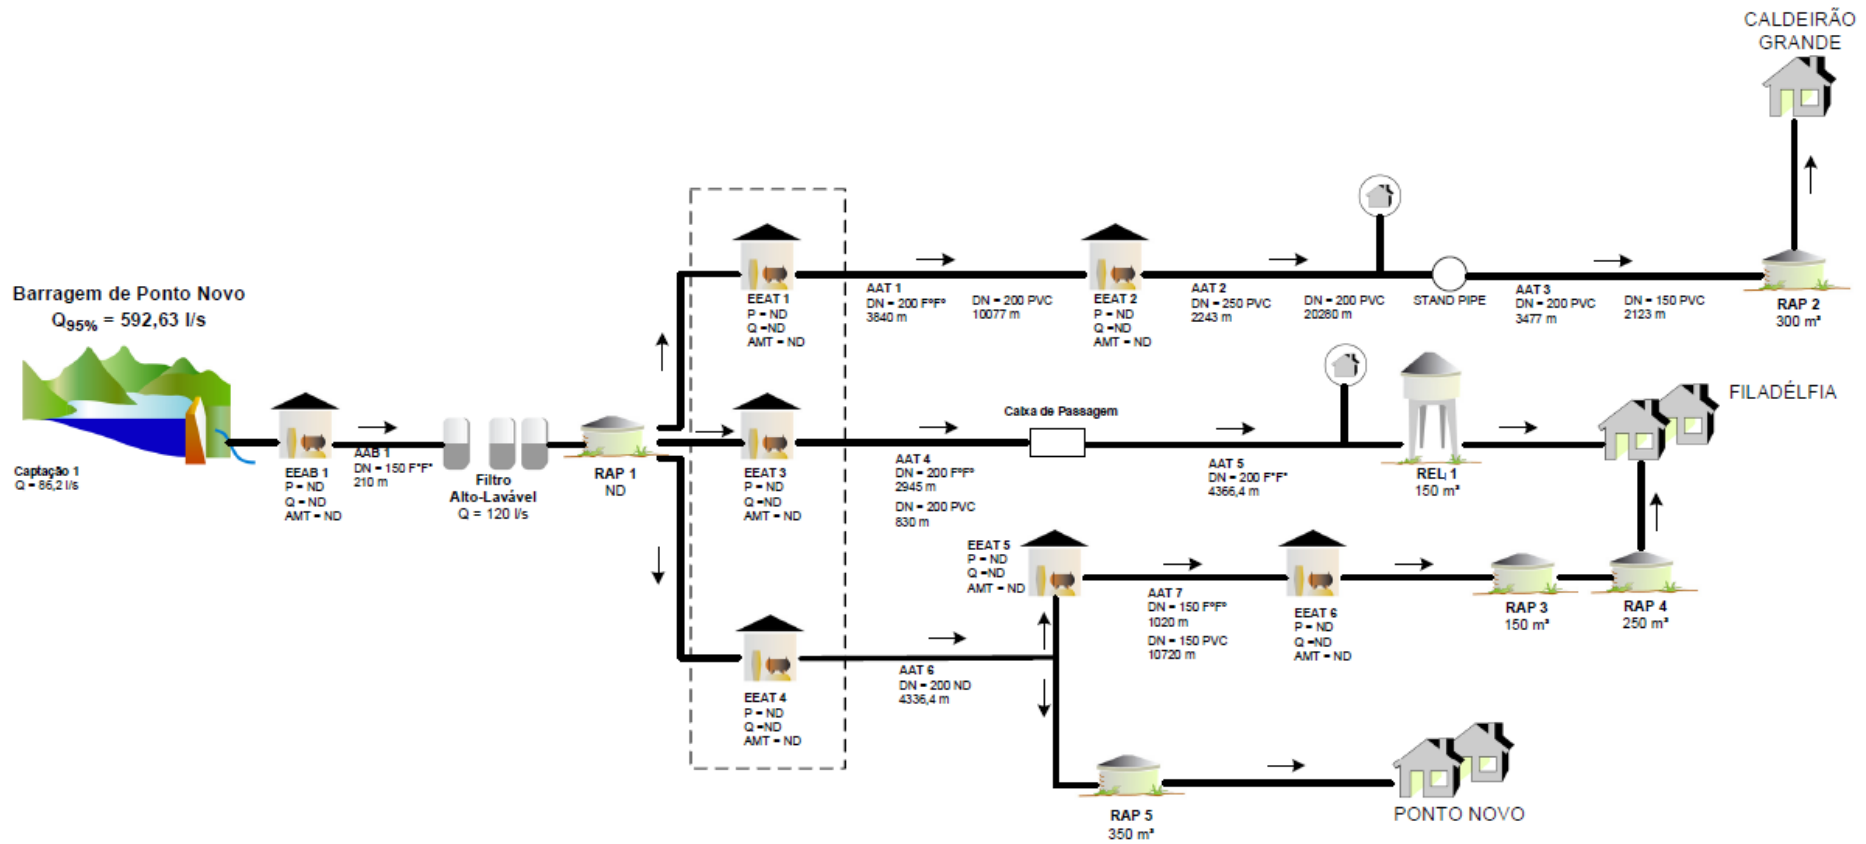 CALDEIRÃO
GRANDE
Barragem de Ponto Novo
Q95% = 592,63 l/s
Captação 1
Q = 86,2 l/s
EEAB 1
P = ND
Q = ND
AMT = ND
AAB 1
DN = 150 FºFº
210 m
Filtro
Alto-Lavável
Q = 120 l/s
RAP 1
ND
EEAT 1
P = ND
Q =ND
AMT = ND
AAT 1
DN = 200 FºFº
3840 m
DN = 200 PVC
10077 m
EEAT 2
P = ND
Q =ND
AMT = ND
AAT 2
DN = 250 PVC
2243 m
DN = 200 PVC
20280 m
STAND PIPE
AAT 3
DN = 200 PVC
3477 m
DN = 150 PVC
2123 m
RAP 2
300 m³
EEAT 3
P = ND
Q =ND
AMT = ND
AAT 4
DN = 200 FºFº
2945 m
DN = 200 PVC
830 m
Caixa de Passagem
AAT 5
DN = 200 FºFº
4366,4 m
REL 1
150 m³
FILADÉLFIA
EEAT 4
P = ND
Q =ND
AMT = ND
AAT 6
DN = 200 ND
4336,4 m
EEAT 5
P = ND
Q =ND
AMT = ND
AAT 7
DN = 150 FºFº
1020 m
DN = 150 PVC
10720 m
EEAT 6
P = ND
Q =ND
AMT = ND
RAP 3
150 m³
RAP 4
250 m³
RAP 5
350 m³
PONTO NOVO